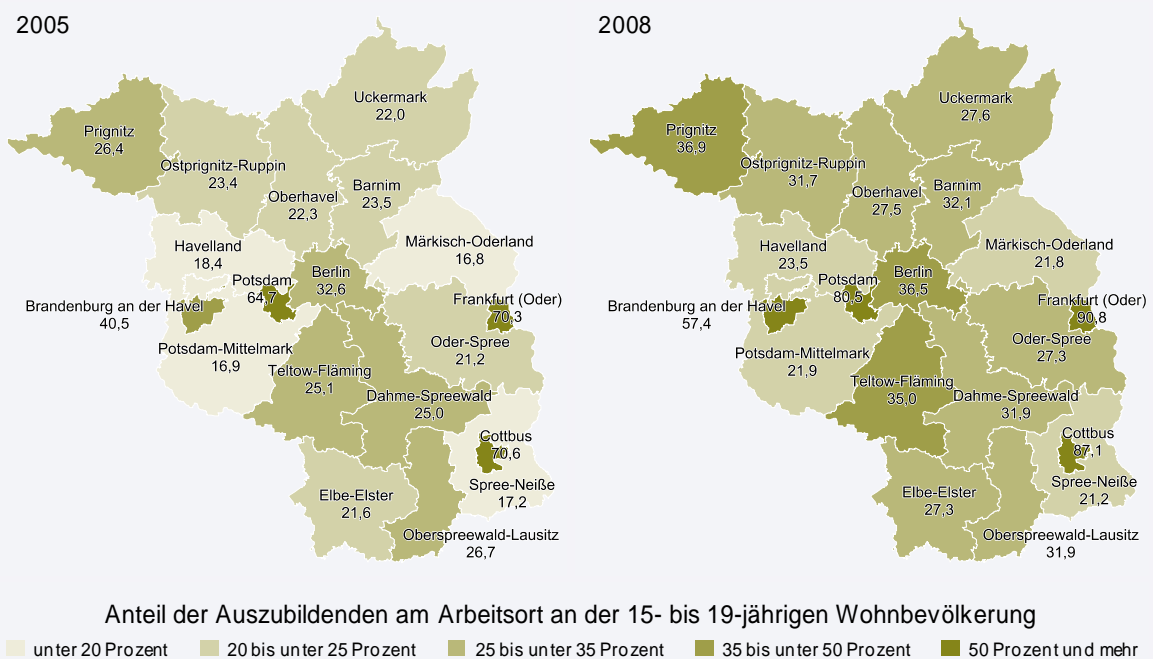 2005
Uckermark
22,0
Prignitz
26,4
Ostprignitz-Ruppin
23,4
Oberhavel
22,3
Barnim
23,5
Havelland
18,4
Märkisch-Oderland
16,8
Potsdam
64,7
Berlin
32,6
Brandenburg an der Havel
40,5
Frankfurt (Oder)
70,3
Oder-Spree
21,2
Potsdam-Mittelmark
16,9
Teltow-Fläming
25,1
Dahme-Spreewald
25,0
Cottbus
70,6
Spree-Neiße
17,2
Elbe-Elster
21,6
Oberspreewald-Lausitz
26,7
2008
Uckermark
27,6
Prignitz
36,9
Ostprignitz-Ruppin
31,7
Oberhavel
27,5
Barnim
32,1
Havelland
23,5
Märkisch-Oderland
21,8
Potsdam
80,5
Berlin
36,5
Brandenburg an der Havel
57,4
Frankfurt (Oder)
90,8
Oder-Spree
27,3
Potsdam-Mittelmark
21,9
Teltow-Fläming
35,0
Dahme-Spreewald
31,9
Cottbus
87,1
Spree-Neiße
21,2
Elbe-Elster
27,3
Oberspreewald-Lausitz
31,9
Anteil der Auszubildenden am Arbeitsort an der 15- bis 19-jährigen Wohnbevölkerung
unter 20 Prozent
20 bis unter 25 Prozent
25 bis unter 35 Prozent
35 bis unter 50 Prozent
50 Prozent und mehr